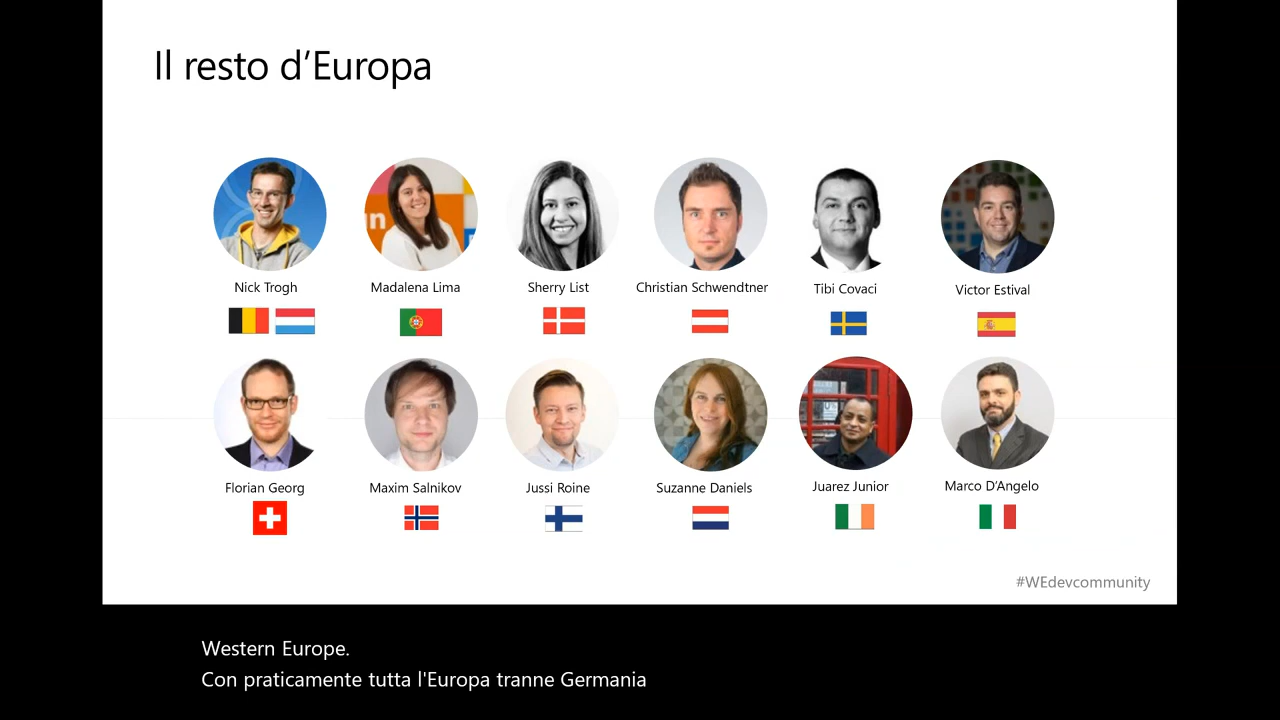 Il resto d'Europa
Nick Trogh
Madalena Lima
Sherry List
Christian Schwendtner
Tibi Covaci
Victor Estival
Florian Georg
Maxim Salnikov
Jussi Roine
Suzanne Daniels
Juarez Junior
Marco D'Angelo
#WEdevcommunity
Western Europe.
Con praticamente tutta l'Europa tranne Germania